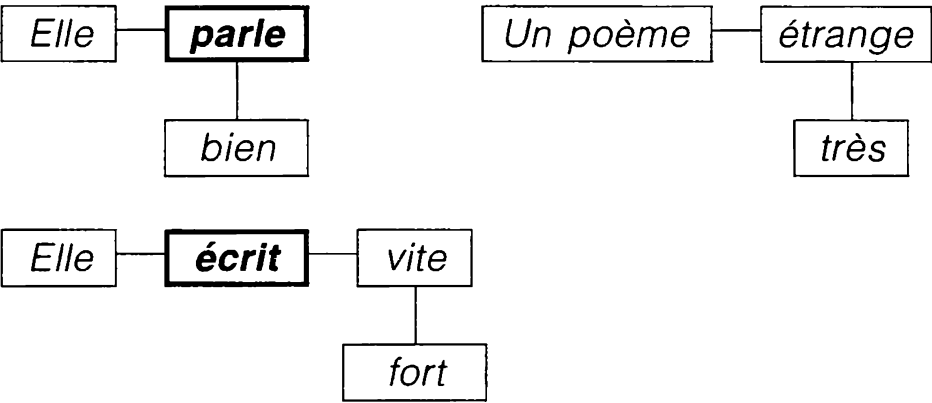 Elle parle Un poème étrange
bien très
Elle écrit vite
fort